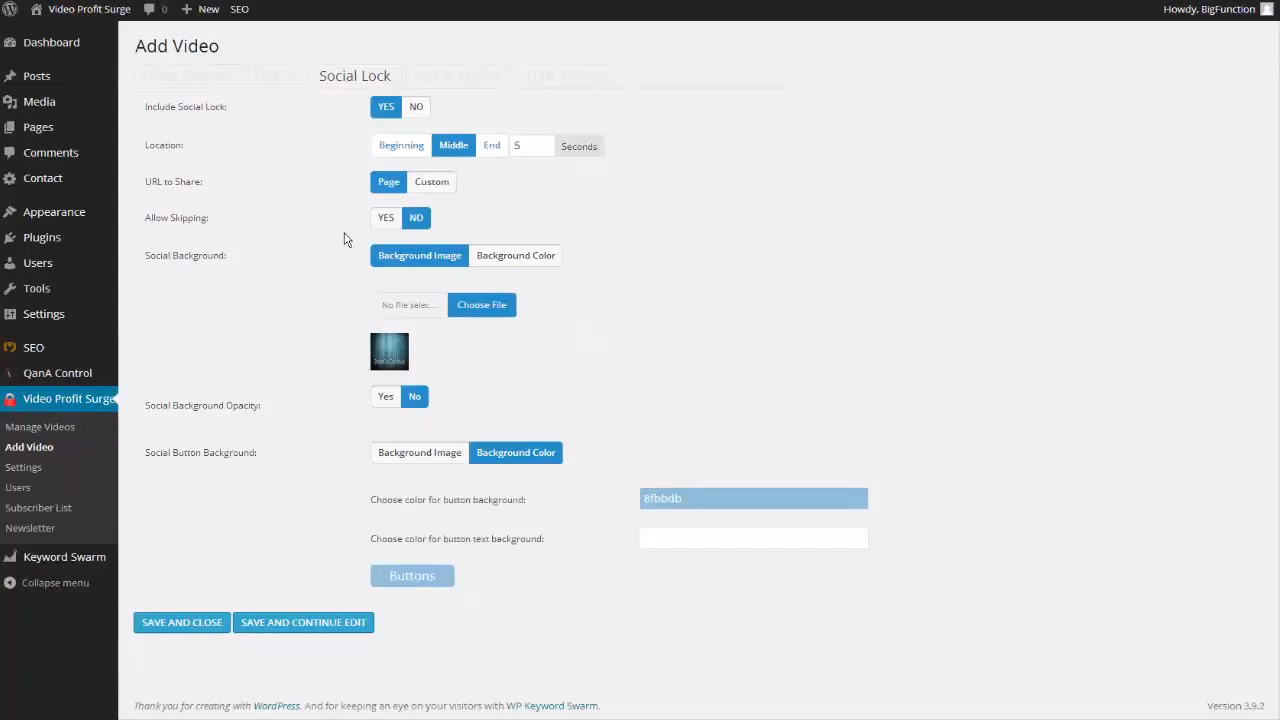 Video Profit Surge 0 New SEO Howdy, BigFunction
Dashboard
Posts
Media
Pages
Comments
Contact
Appearance
Plugins
Users
Tools
Settings
SEO
QanA Control
Video Profit Surge
Manage Videos
Add Video
Settings
Users
Subscriber List
Newsletter
Keyword Swarm
Collapse menu
Add Video
Social Lock
Include Social Lock: YES NO
Location: Beginning Middle End 5 Seconds
URL to Share: Page Custom
Allow Skipping: YES NO
Social Background: Background Image Background Color
No file selec... Choose File
Social Background Opacity: Yes No
Social Button Background: Background Image Background Color
Choose color for button background: 8fbbdb
Choose color for button text background:
Buttons
SAVE AND CLOSE SAVE AND CONTINUE EDIT
Thank you for creating with WordPress. And for keeping an eye on your visitors with WP Keyword Swarm. Version 3.9.2